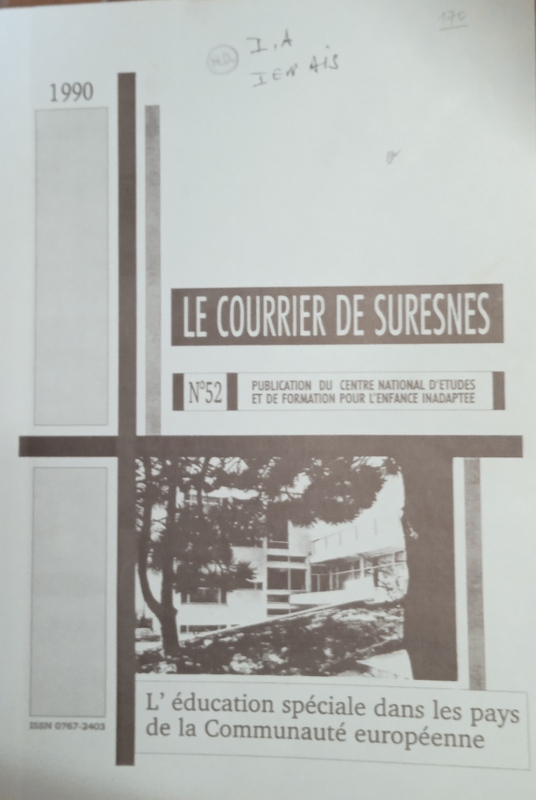 170
H.D.
I.A
IEN AIS
1990
LE COURRIER DE SURESNES
N°52
PUBLICATION DU CENTRE NATIONAL D'ETUDES
ET DE FORMATION POUR L'ENFANCE INADAPTEE
L' éducation spéciale dans les pays
de la Communauté européenne
ISSN 0767-2403